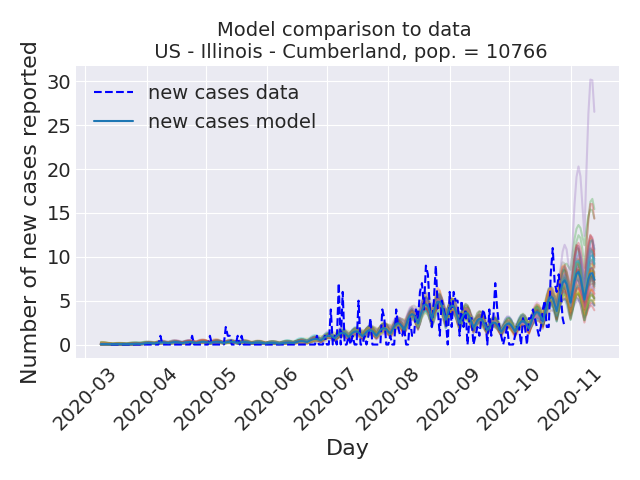 Model comparison to data
US - Illinois - Cumberland, pop. = 10766
Number of new cases reported
30
25
20
15
10
5
0
new cases data
new cases model
2020-03
2020-04
2020-05
2020-06
2020-07
2020-08
2020-09
2020-10
2020-11
Day